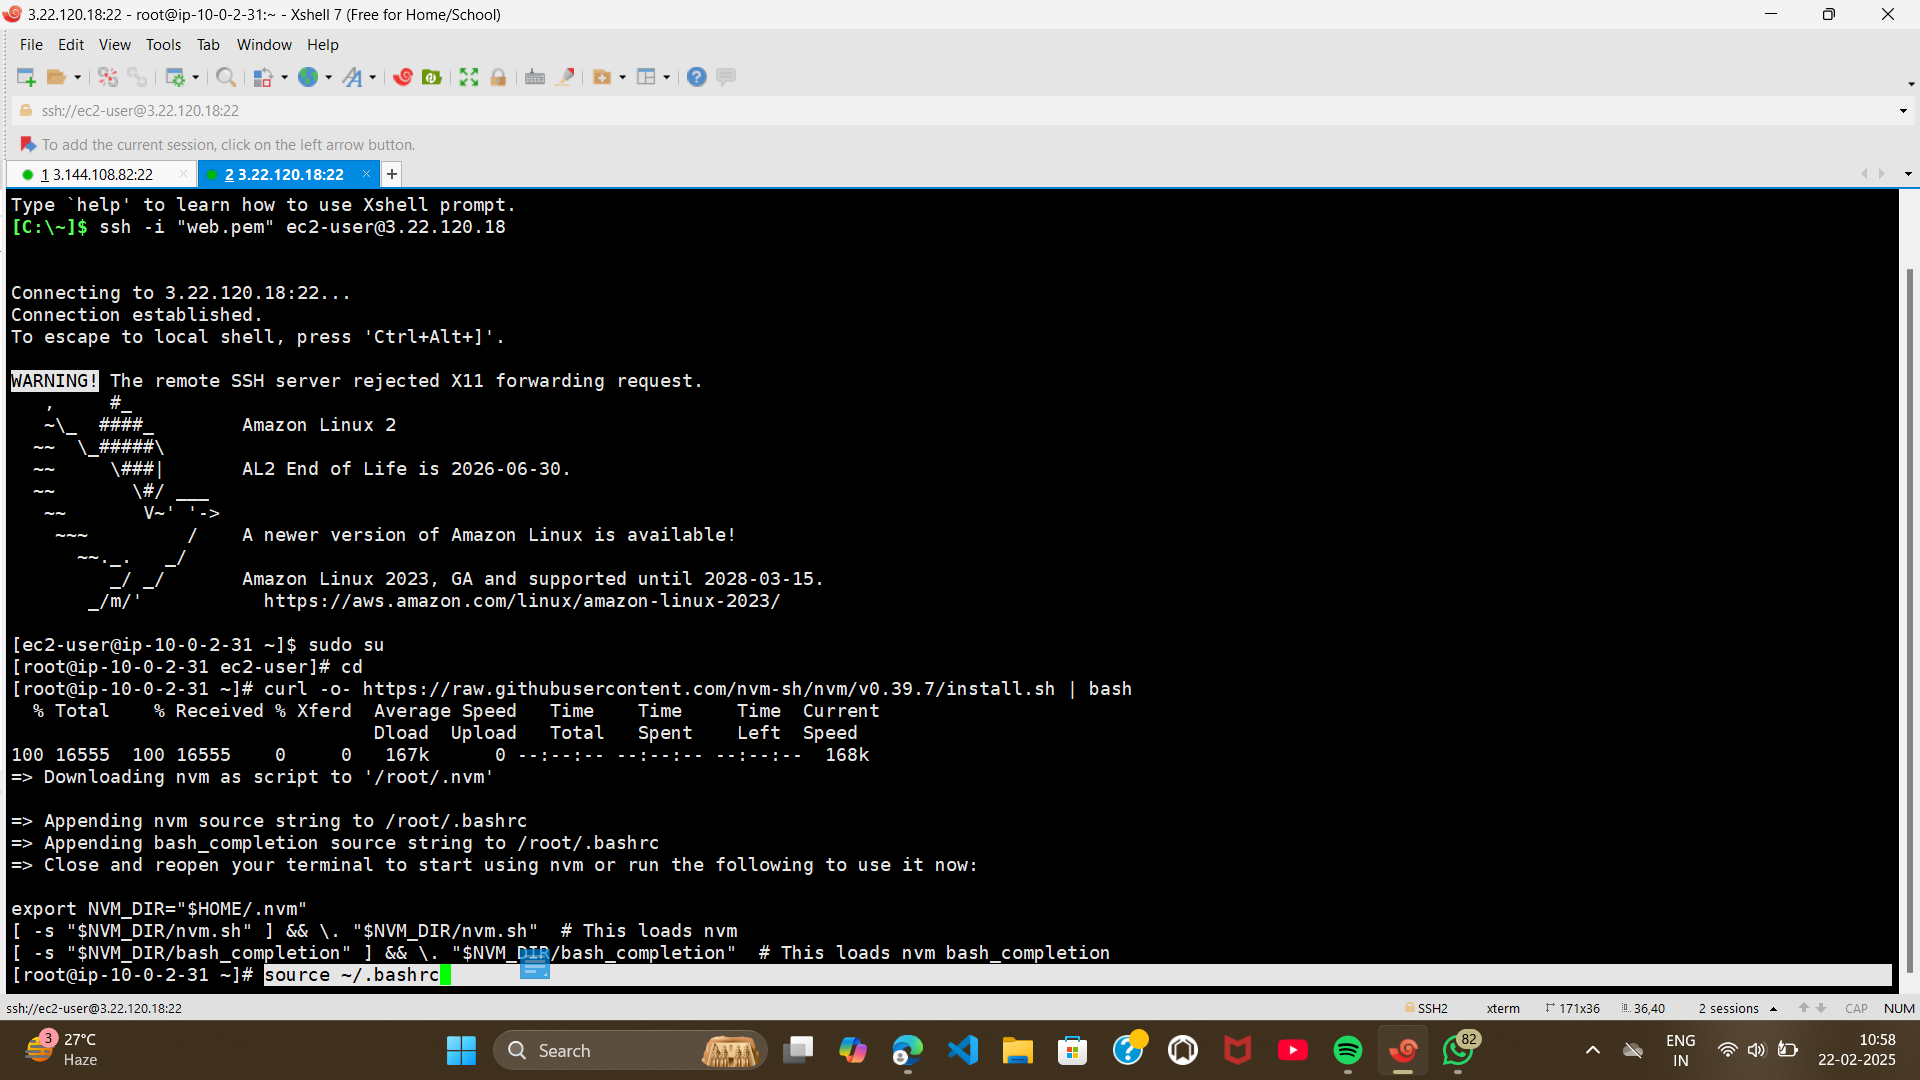 3.22.120.18:22 - root@ip-10-0-2-31:~ - Xshell 7 (Free for Home/School)
File Edit View Tools Tab Window Help
ssh://ec2-user@3.22.120.18:22
To add the current session, click on the left arrow button.
1 3.144.108.82:22 × 2 3.22.120.18:22 × +
Type `help' to learn how to use Xshell prompt.
[C:\~]$ ssh -i "web.pem" ec2-user@3.22.120.18
Connecting to 3.22.120.18:22...
Connection established.
To escape to local shell, press 'Ctrl+Alt+]'.
WARNING! The remote SSH server rejected X11 forwarding request.
   ,     #_
   ~\_  ####_        Amazon Linux 2
  ~~  \_#####\
  ~~     \###|       AL2 End of Life is 2026-06-30.
  ~~       \#/ ___
   ~~       V~' '->
    ~~~         /    A newer version of Amazon Linux is available!
      ~~._.   _/
         _/ _/       Amazon Linux 2023, GA and supported until 2028-03-15.
       _/m/'           https://aws.amazon.com/linux/amazon-linux-2023/
[ec2-user@ip-10-0-2-31 ~]$ sudo su
[root@ip-10-0-2-31 ec2-user]# cd
[root@ip-10-0-2-31 ~]# curl -o- https://raw.githubusercontent.com/nvm-sh/nvm/v0.39.7/install.sh | bash
  % Total    % Received % Xferd  Average Speed   Time    Time     Time  Current
                                 Dload  Upload   Total   Spent    Left  Speed
100 16555  100 16555    0     0   167k      0 --:--:-- --:--:-- --:--:--  168k
=> Downloading nvm as script to '/root/.nvm'
=> Appending nvm source string to /root/.bashrc
=> Appending bash_completion source string to /root/.bashrc
=> Close and reopen your terminal to start using nvm or run the following to use it now:
export NVM_DIR="$HOME/.nvm"
[ -s "$NVM_DIR/nvm.sh" ] && \. "$NVM_DIR/nvm.sh"  # This loads nvm
[ -s "$NVM_DIR/bash_completion" ] && \. "$NVM_DIR/bash_completion"  # This loads nvm bash_completion
[root@ip-10-0-2-31 ~]# source ~/.bashrc
ssh://ec2-user@3.22.120.18:22 SSH2 xterm 171x36 36,40 2 sessions CAP NUM
3 27°C
Haze
Search
82
ENG
IN
10:58
22-02-2025